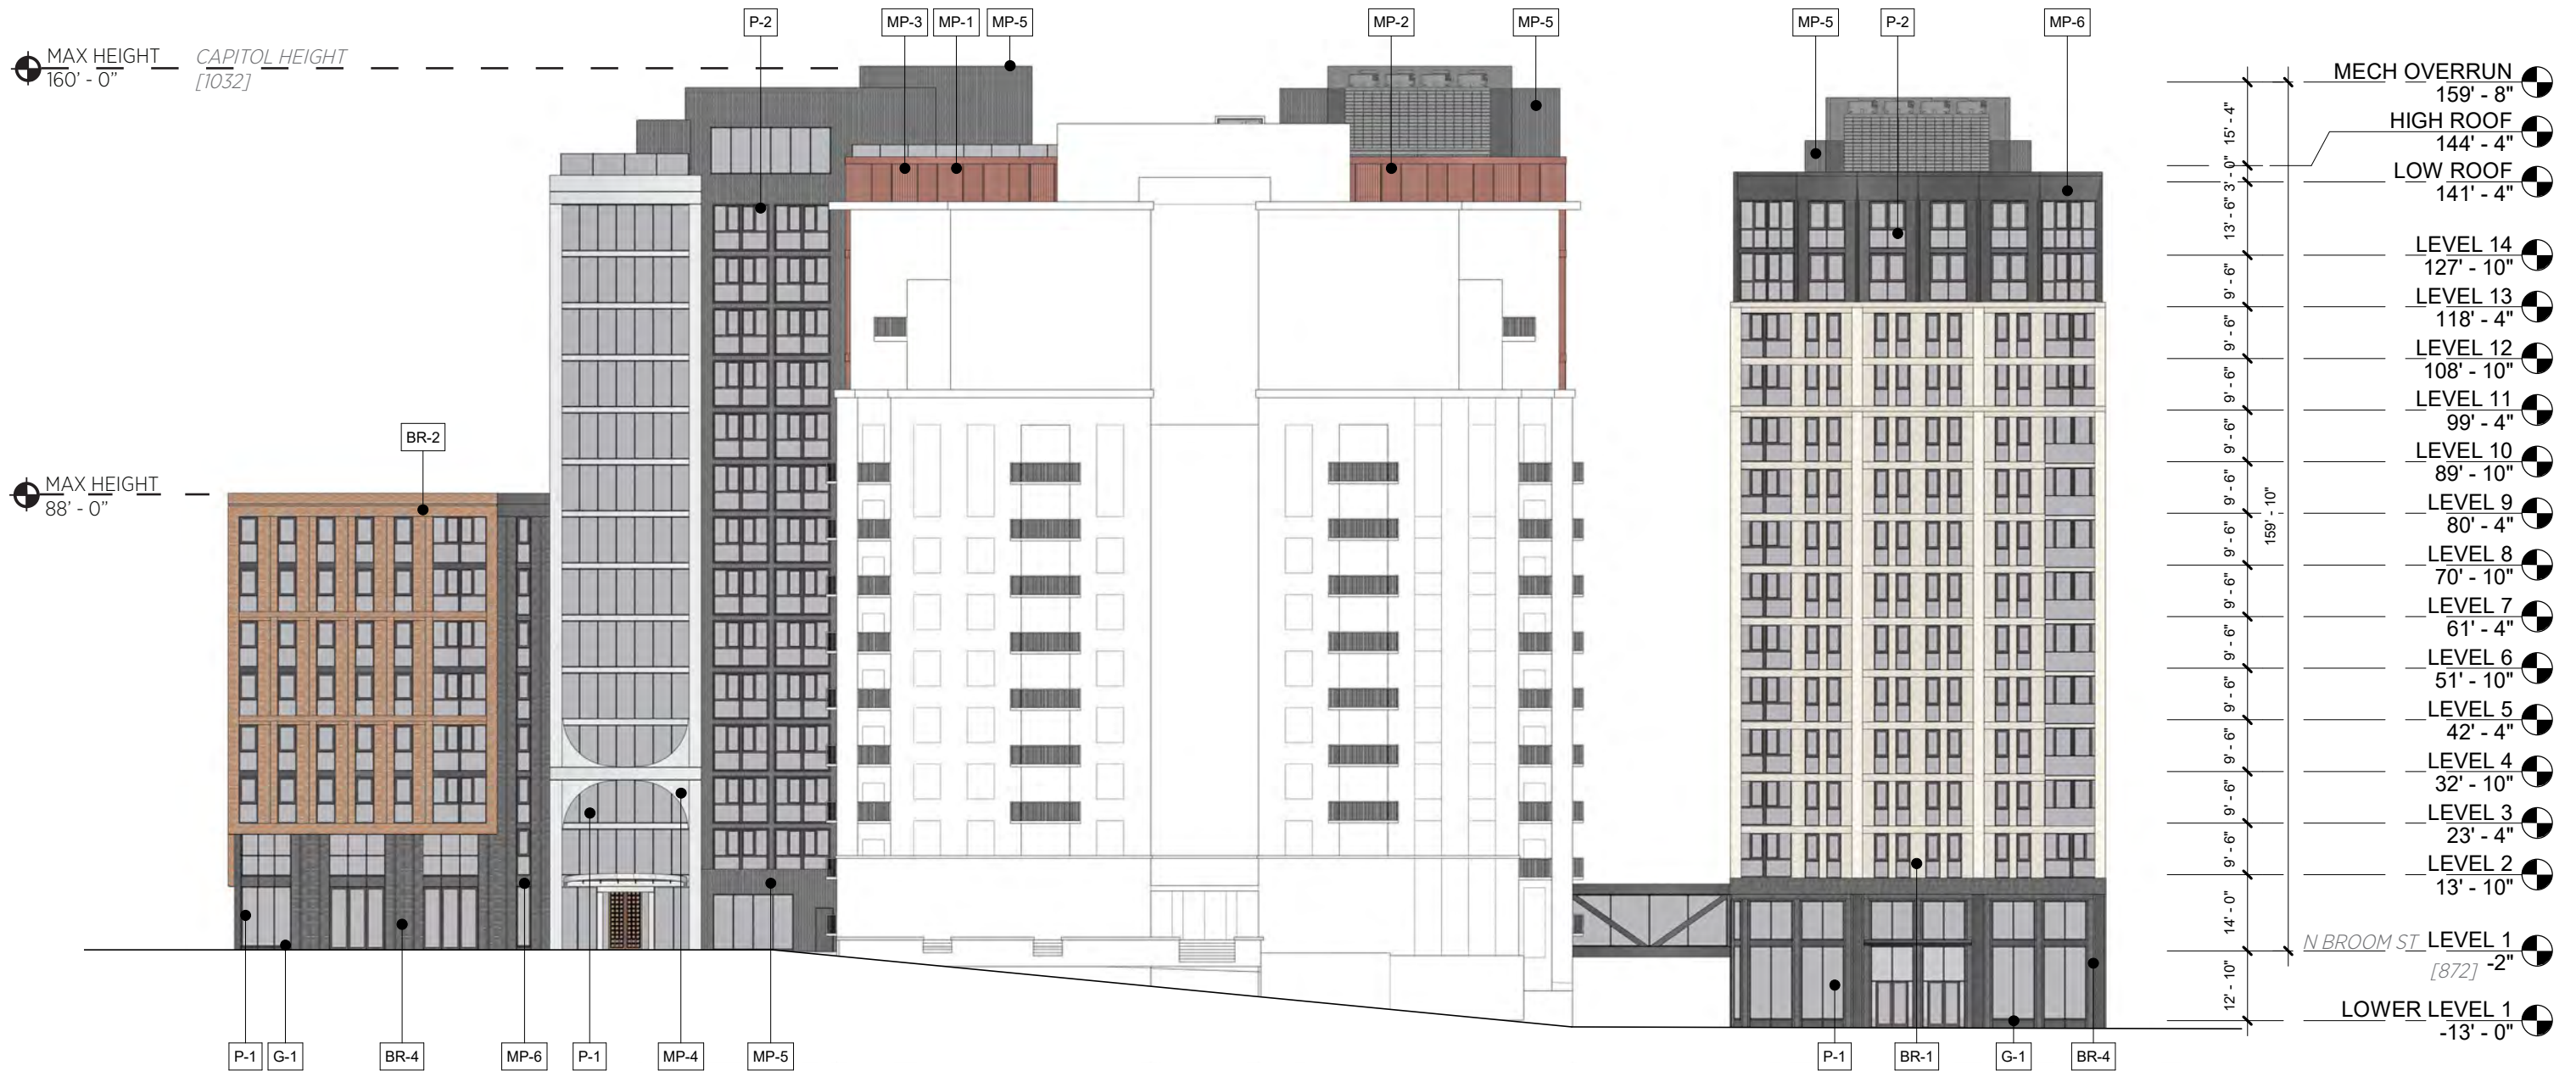 P-2
MP-3
MP-1
MP-5
MP-2
MP-5
MP-5
P-2
MP-6
MAX HEIGHT
160' - 0”
CAPITOL HEIGHT
[1032]
BR-2
MAX HEIGHT
88' - 0”
MECH OVERRUN
159' - 8"
HIGH ROOF
144' - 4"
LOW ROOF
141' - 4"
LEVEL 14
127' - 10"
LEVEL 13
118' - 4"
LEVEL 12
108' - 10"
LEVEL 11
99' - 4"
LEVEL 10
89' - 10"
LEVEL 9
80' - 4"
LEVEL 8
70' - 10"
LEVEL 7
61' - 4"
LEVEL 6
51' - 10"
LEVEL 5
42' - 4"
LEVEL 4
32' - 10"
LEVEL 3
23' - 4"
LEVEL 2
13' - 10"
N BROOM ST
[872]
LEVEL 1
-2"
LOWER LEVEL 1
-13' - 0"
15' - 4"
3' - 0"
13' - 6"
9' - 6"
9' - 6"
9' - 6"
9' - 6"
9' - 6"
9' - 6"
9' - 6"
9' - 6"
9' - 6"
9' - 6"
9' - 6"
9' - 6"
14' - 0"
12' - 10"
159' - 10"
P-1
G-1
BR-4
MP-6
P-1
MP-4
MP-5
P-1
BR-1
G-1
BR-4